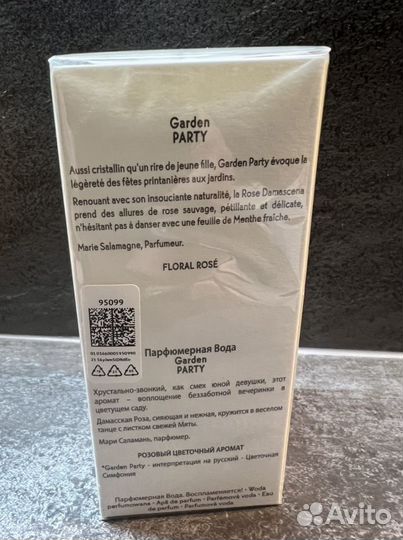 Garden
PARTY
Aussi cristallin qu'un rire de jeune fille, Garden Party évoque la
légèreté des fêtes printanières aux jardins.
Renouant avec son insouciante naturalité, la Rose Damascena
prend des allures de rose sauvage, pétillante et délicate,
n'hésitant pas à danser avec une feuille de Menthe fraîche.
Marie Salamagne, Parfumeur.
FLORAL ROSÉ
95099
Парфюмерная Вода
Garden
PARTY
Хрустально-звонкий, как смех юной девушки, этот
аромат – воплощение беззаботной вечеринки в
цветущем саду.
Дамасская Роза, сияющая и нежная, кружится в веселом
танце с листком свежей Мяты.
Мари Саламань, парфюмер.
РОЗОВЫЙ ЦВЕТОЧНЫЙ АРОМАТ
*Garden Party - интерпретация на русский - Цветочная
Симфония
Парфюмерная Вода. Воспламеняется! - Woda
perfumowana - Apă de parfum - Parfémová voda - Eau
de parfum - Parfumová voda
Avito